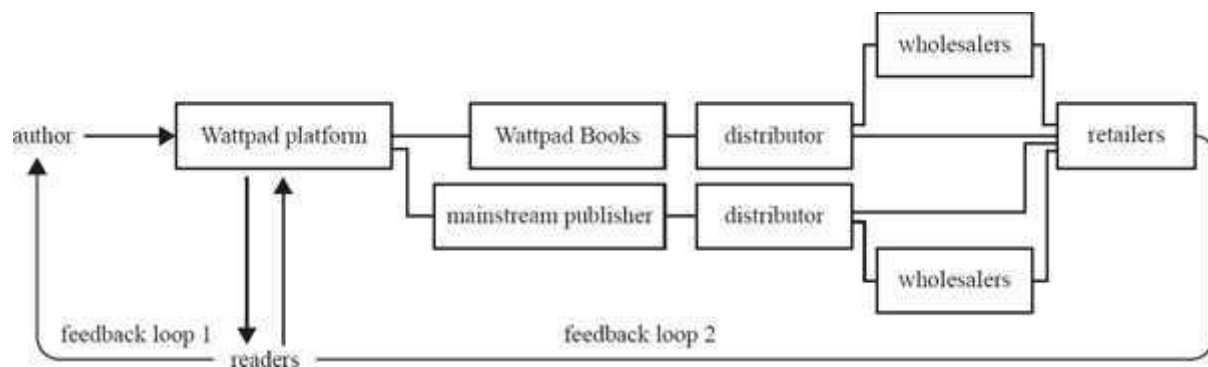 wholesalers
author
Wattpad platform
Wattpad Books
distributor
retailers
mainstream publisher
distributor
wholesalers
feedback loop 1
feedback loop 2
readers